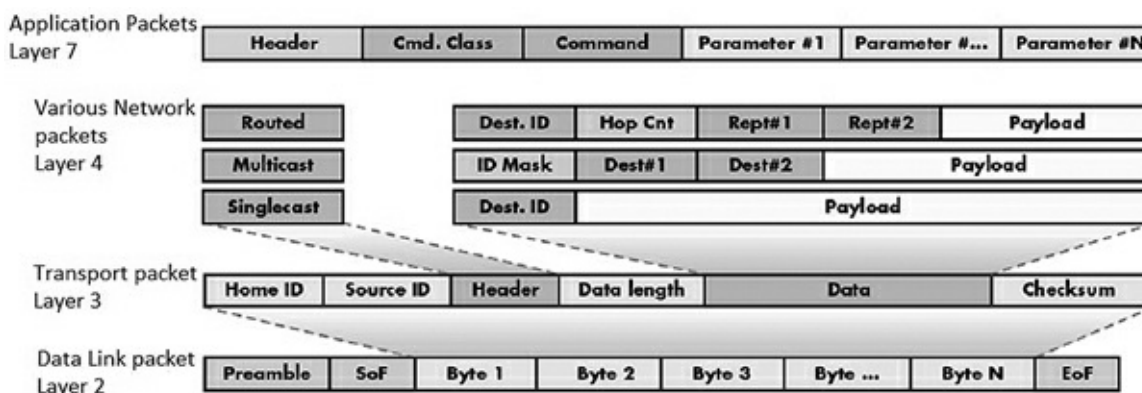 Application Packets
Layer 7
Header Cmd. Class Command Parameter #1 Parameter #... Parameter #N
Various Network
packets
Layer 4
Routed Dest. ID Hop Cnt Rept#1 Rept#2 Payload
Multicast ID Mask Dest#1 Dest#2 Payload
Singlecast Dest. ID Payload
Transport packet
Layer 3
Home ID Source ID Header Data length Data Checksum
Data Link packet
Layer 2
Preamble SoF Byte 1 Byte 2 Byte 3 Byte ... Byte N EoF